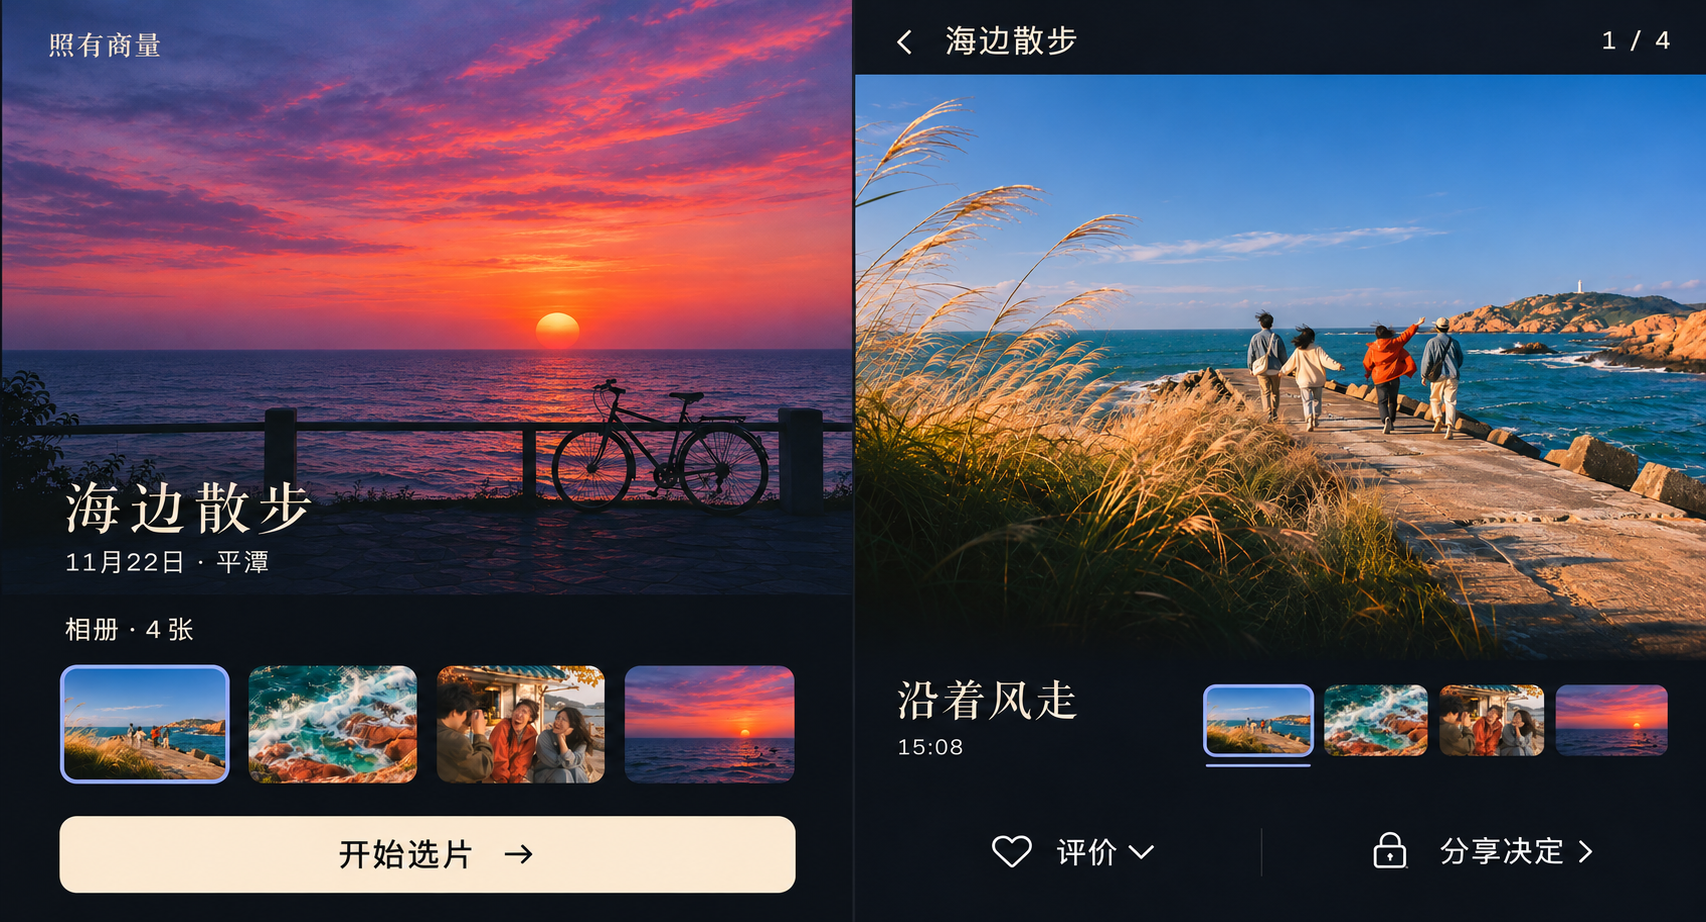 照有商量
海边散步
11月22日 · 平潭
相册 · 4 张
开始选片 →
海边散步
1 / 4
沿着风走
15:08
评价
分享决定